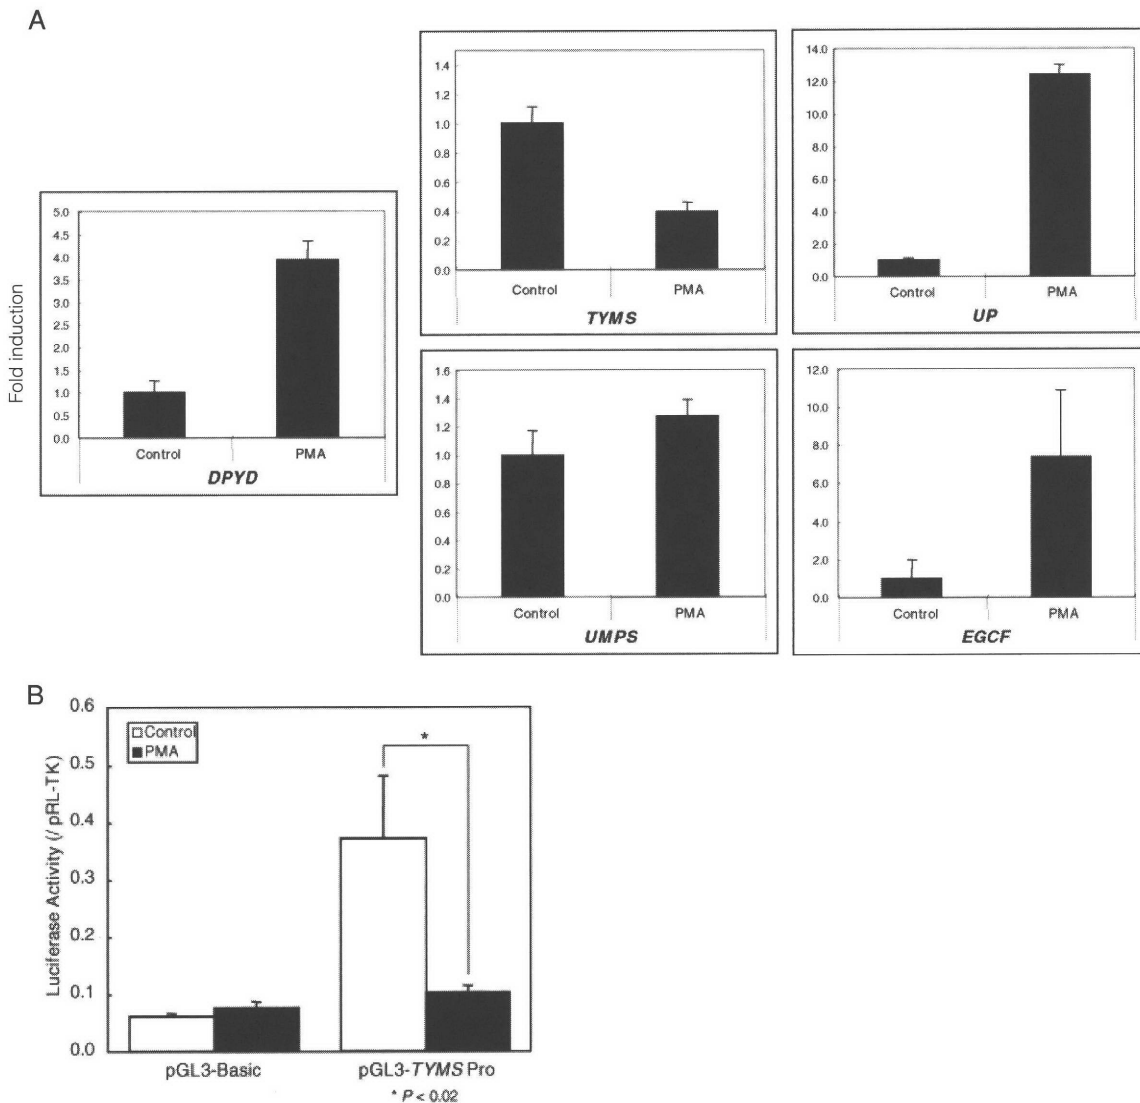 A
Fold induction
5.0
4.5
4.0
3.5
3.0
2.5
2.0
1.5
1.0
0.5
0.0
Control PMA
DPYD
1.4
1.2
1.0
0.8
0.6
0.4
0.2
0.0
Control PMA
TYMS
14.0
12.0
10.0
8.0
6.0
4.0
2.0
0.0
Control PMA
UP
1.6
1.4
1.2
1.0
0.8
0.6
0.4
0.2
0.0
Control PMA
UMPS
12.0
10.0
8.0
6.0
4.0
2.0
0.0
Control PMA
EGCF
B
Luciferase Activity (/ pRL-TK)
0.6
0.5
0.4
0.3
0.2
0.1
0.0
Control
PMA
*
pGL3-Basic pGL3-TYMS Pro
* P < 0.02